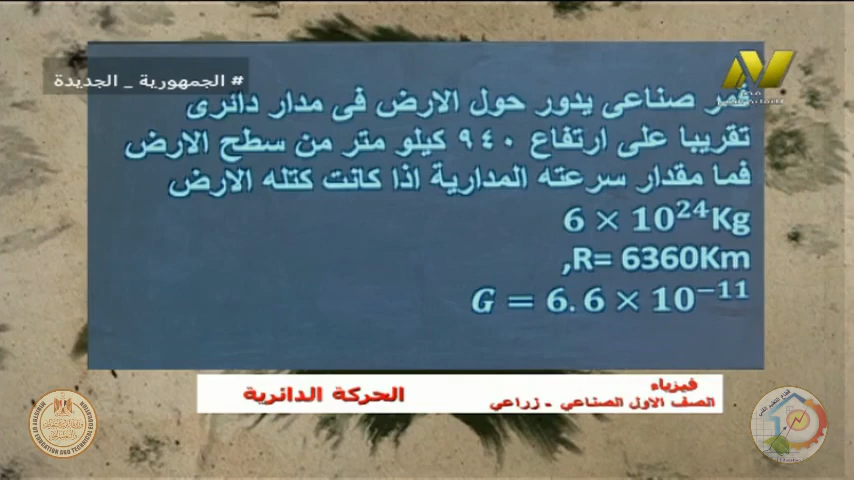 # الجمهورية _ الجديدة
قمر صناعى يدور حول الارض فى مدار دائرى
تقريبا على ارتفاع ٩٤٠ كيلو متر من سطح الارض
فما مقدار سرعته المدارية اذا كانت كتله الارض
6 × 10²⁴Kg
,R= 6360Km
G = 6.6 × 10⁻¹¹
فيزياء
الصف الاول الصناعي - زراعي
الحركة الدائرية